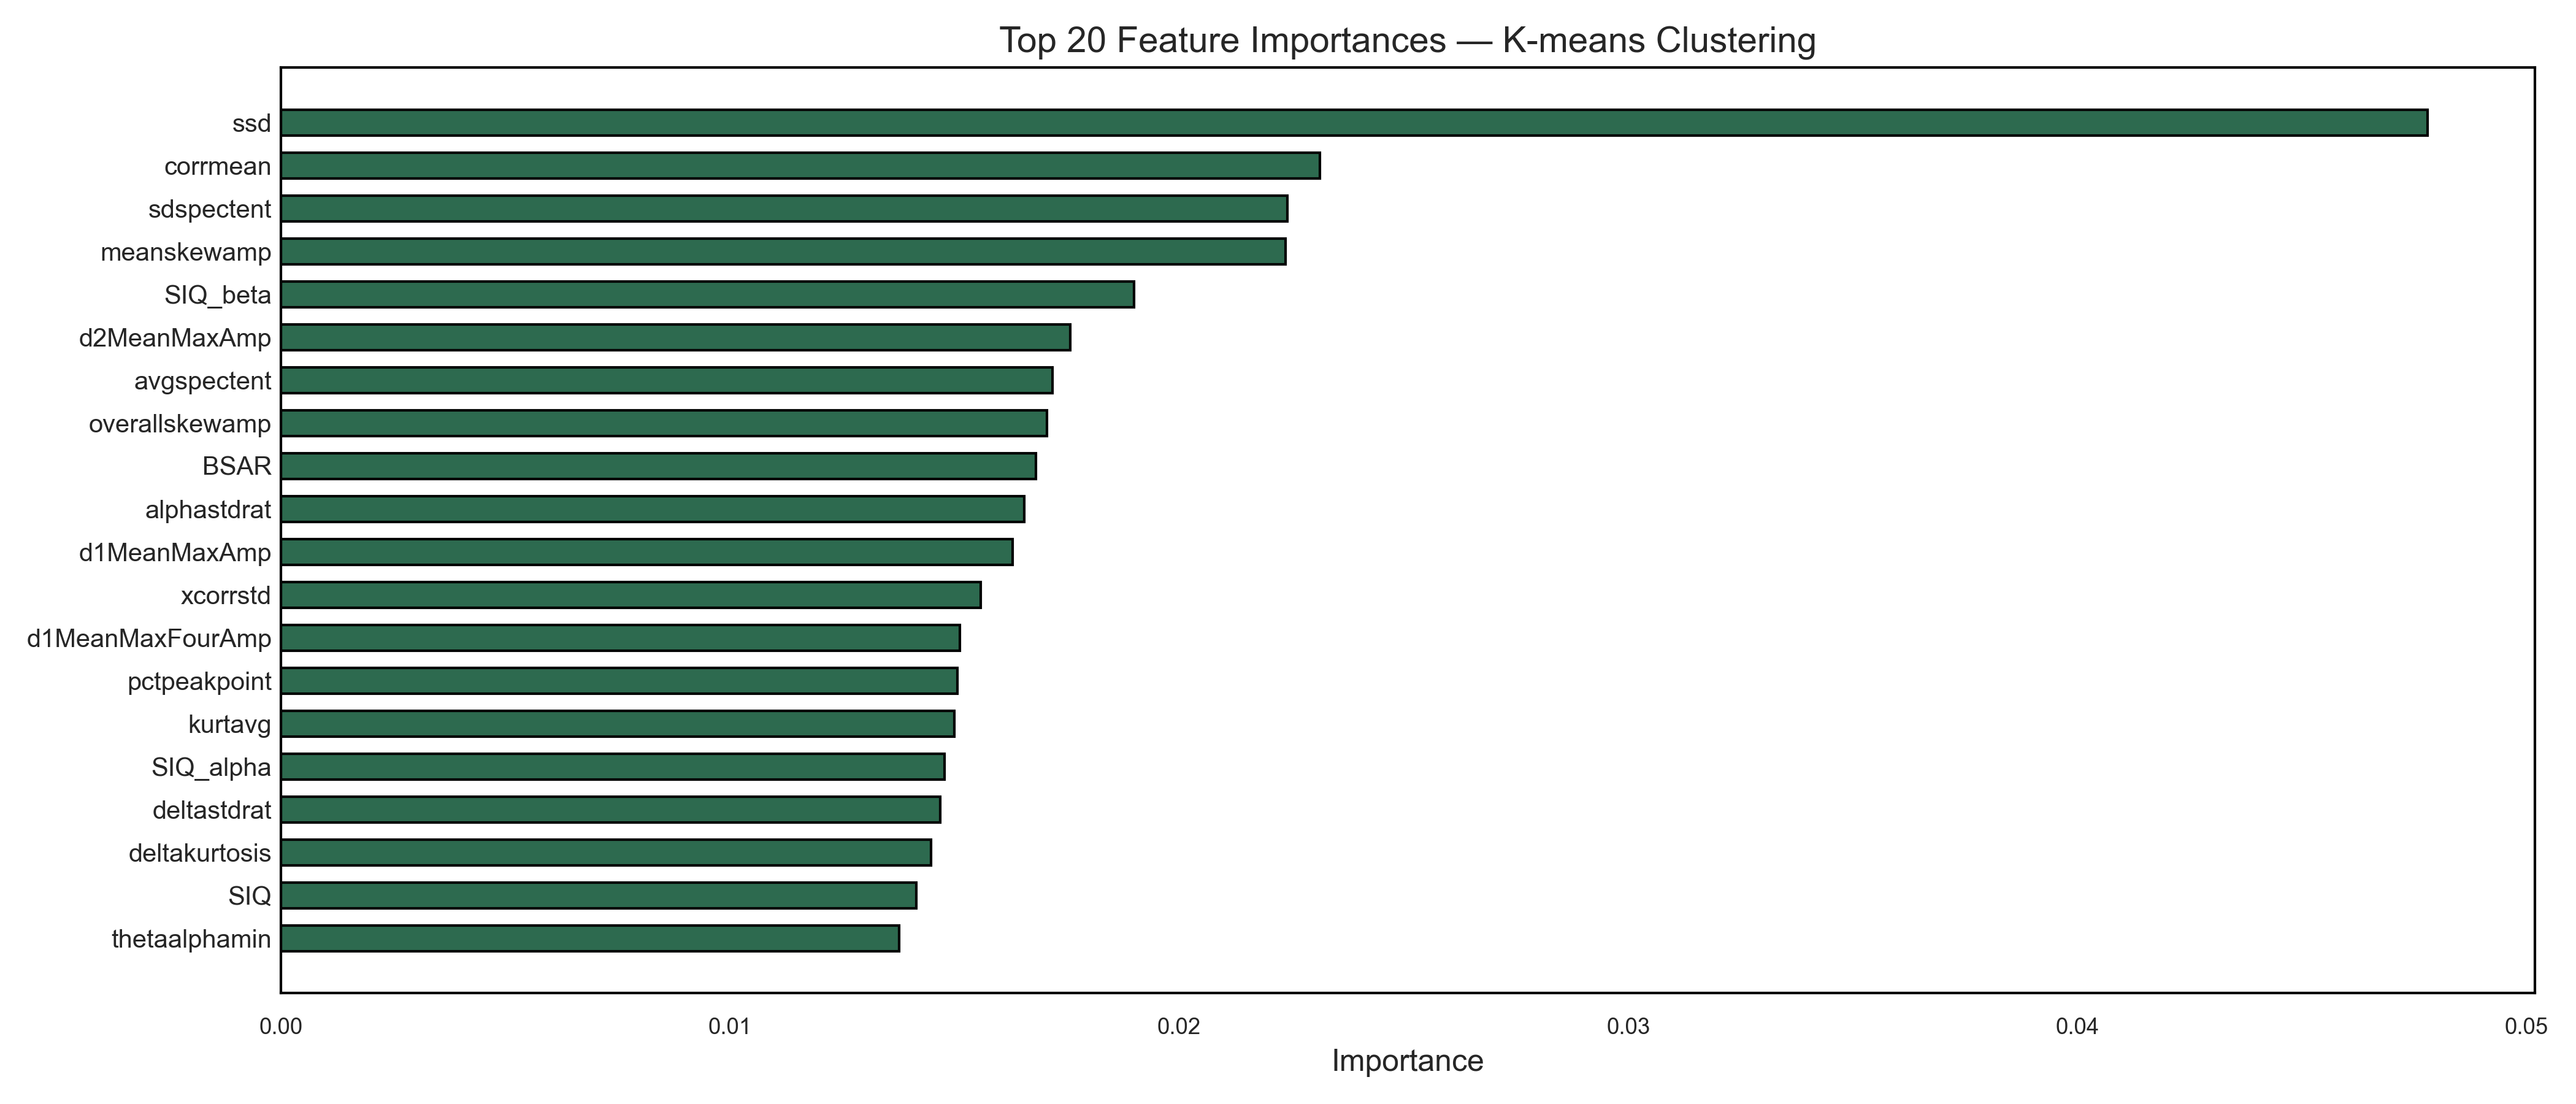 Top 20 Feature Importances — K-means Clustering
ssd
corrmean
sdspectent
meanskewamp
SIQ_beta
d2MeanMaxAmp
avgspectent
overallskewamp
BSAR
alphastdrat
d1MeanMaxAmp
xcorrstd
d1MeanMaxFourAmp
pctpeakpoint
kurtavg
SIQ_alpha
deltastdrat
deltakurtosis
SIQ
thetaalphamin
0.00 0.01 0.02 0.03 0.04 0.05
Importance